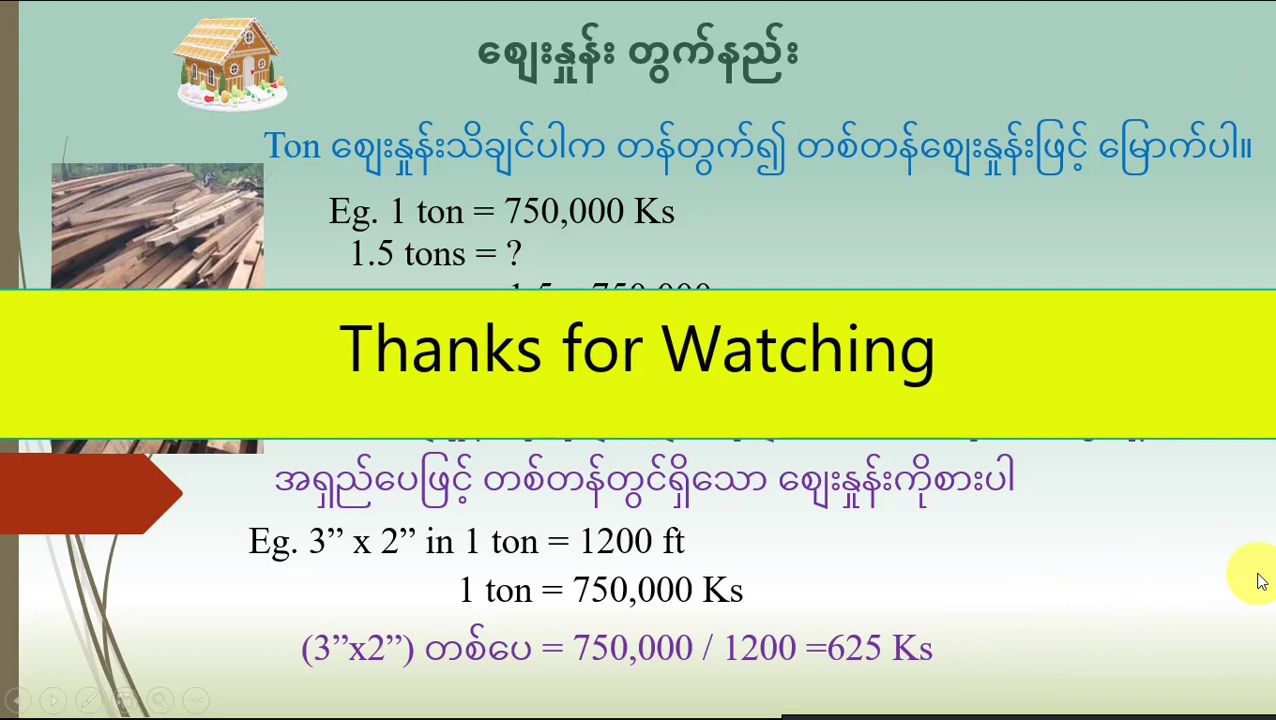 ဈေးနှုန်း တွက်နည်း
Ton ဈေးနှုန်းသိချင်ပါက တန်တွက်၍ တစ်တန်ဈေးနှုန်းဖြင့် မြောက်ပါ။
Eg. 1 ton = 750,000 Ks
1.5 tons = ?
Thanks for Watching
အရှည်ပေဖြင့် တစ်တန်တွင်ရှိသော ဈေးနှုန်းကိုစားပါ
Eg. 3” x 2” in 1 ton = 1200 ft
1 ton = 750,000 Ks
(3”x2”) တစ်ပေ = 750,000 / 1200 =625 Ks